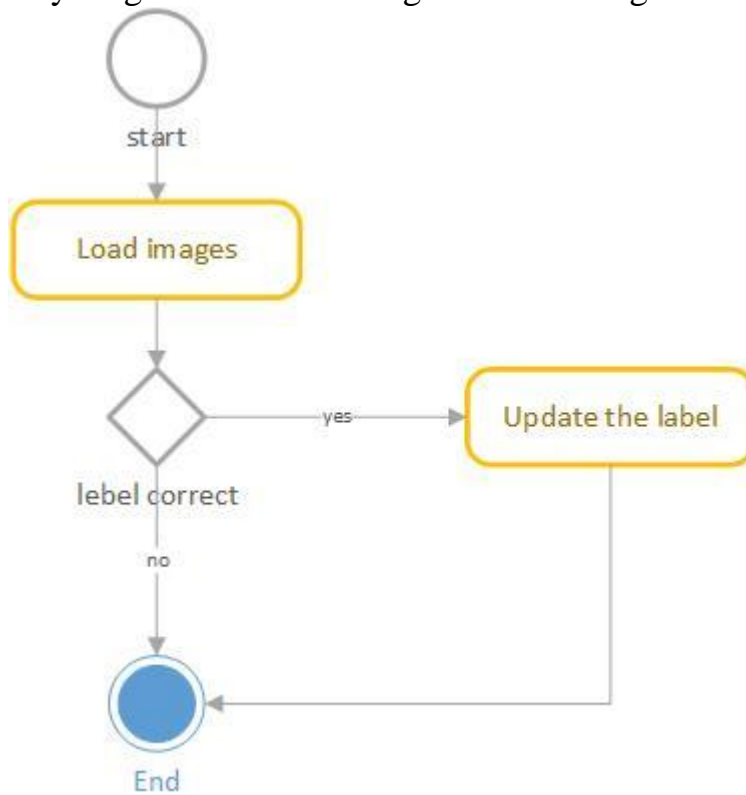 start
Load images
yes
Update the label
lebel correct
no
End